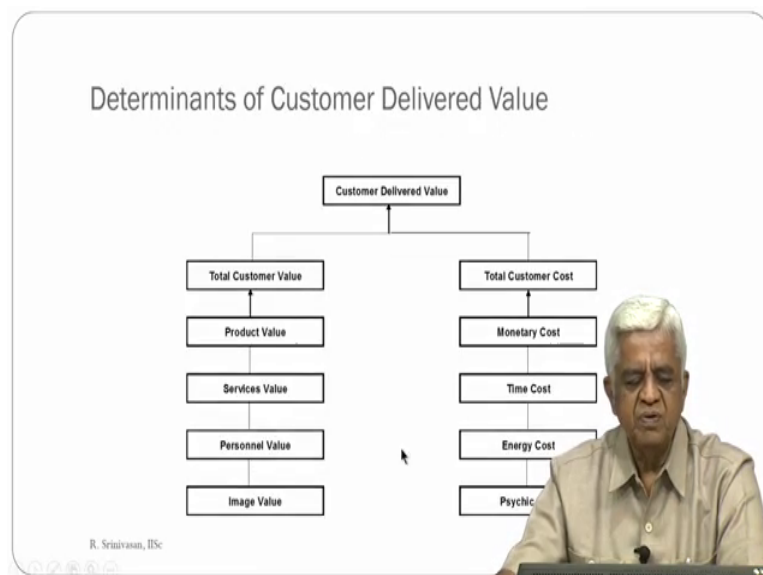 Determinants of Customer Delivered Value
Customer Delivered Value
Total Customer Value
Total Customer Cost
Product Value
Monetary Cost
Services Value
Time Cost
Personnel Value
Energy Cost
Image Value
Psychic
R. Srinivasan, IISc